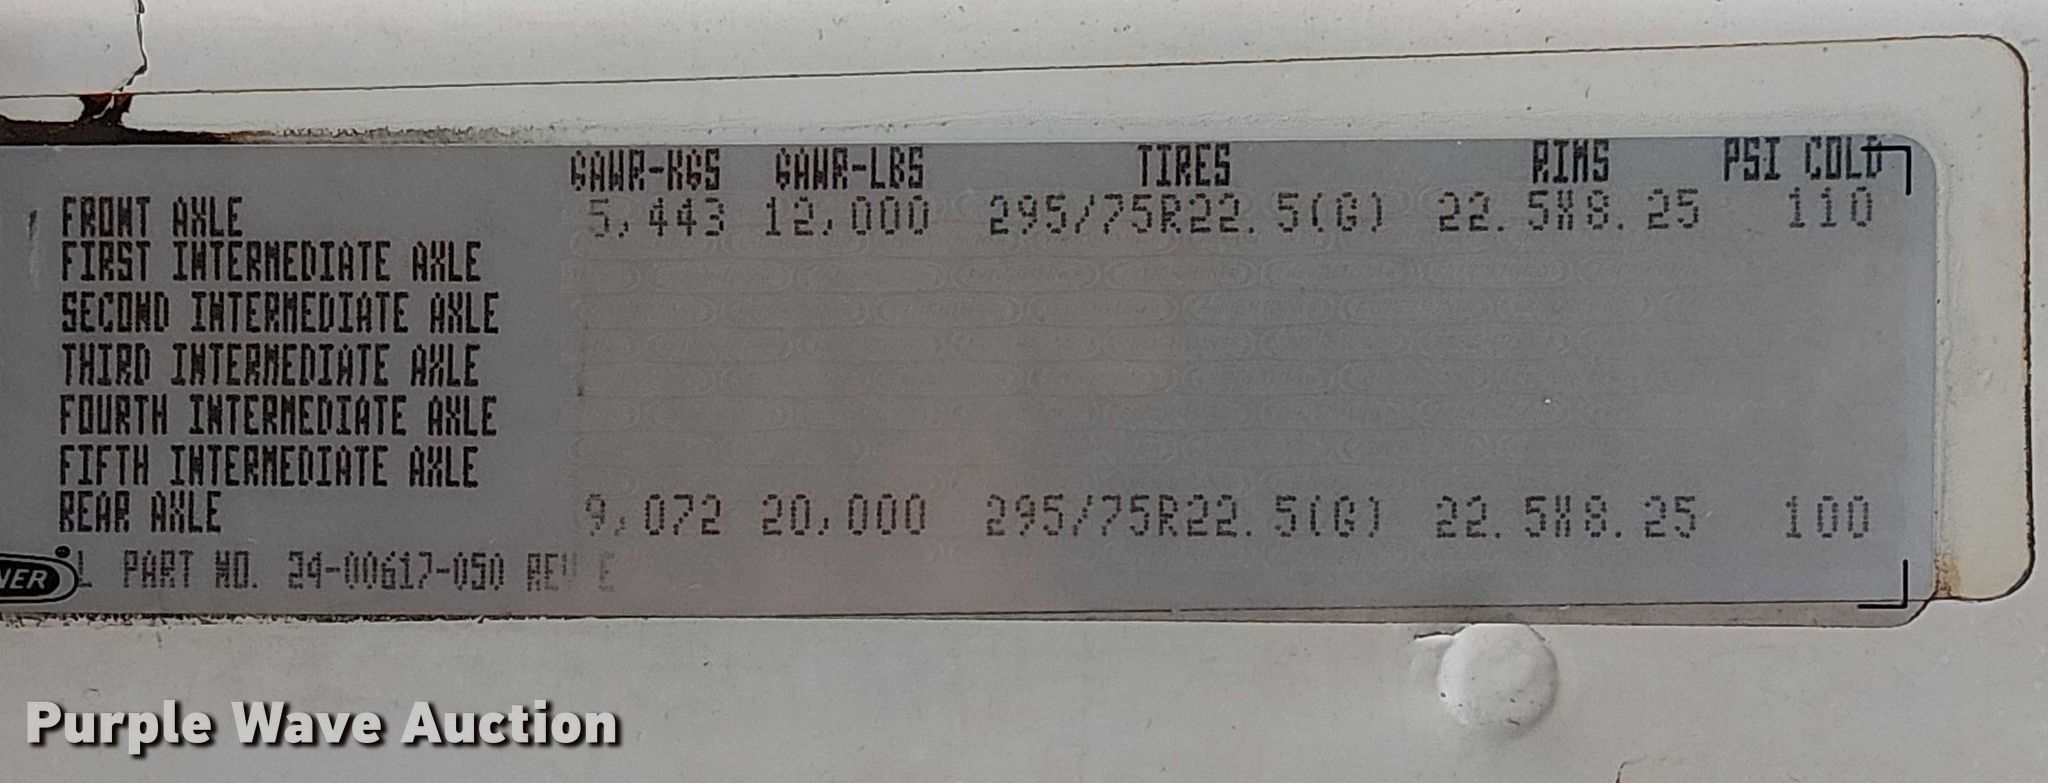 GAWR-KGS GAWR-LBS TIRES RIMS PSI COLD
FRONT AXLE 5,443 12,000 295/75R22.5(G) 22.5X8.25 110
FIRST INTERMEDIATE AXLE
SECOND INTERMEDIATE AXLE
THIRD INTERMEDIATE AXLE
FOURTH INTERMEDIATE AXLE
FIFTH INTERMEDIATE AXLE
REAR AXLE 9,072 20,000 295/75R22.5(G) 22.5X8.25 100
NER L PART NO. 24-00617-050 REV E
Purple Wave Auction